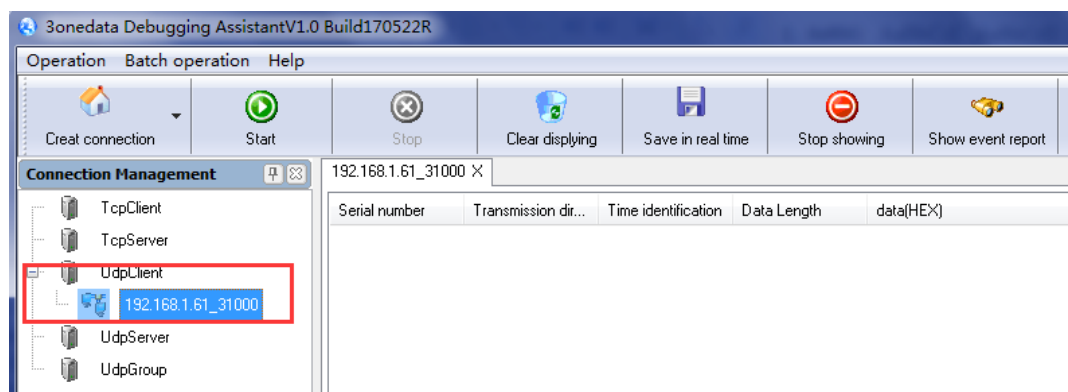 3onedata Debugging AssistantV1.0 Build170522R
Operation Batch operation Help
Creat connection Start Stop Clear displying Save in real time Stop showing Show event report
Connection Management 192.168.1.61_31000
Serial number Transmission dir... Time identification Data Length data(HEX)
TcpClient
TcpServer
UdpClient
192.168.1.61_31000
UdpServer
UdpGroup